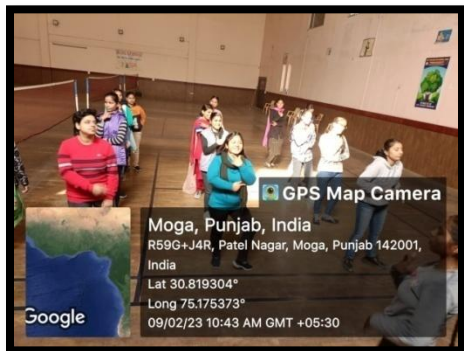 GPS Map Camera
Moga, Punjab, India
R59G+J4R, Patel Nagar, Moga, Punjab 142001,
India
Lat 30.819304°
Long 75.175373°
09/02/23 10:43 AM GMT +05:30
Google